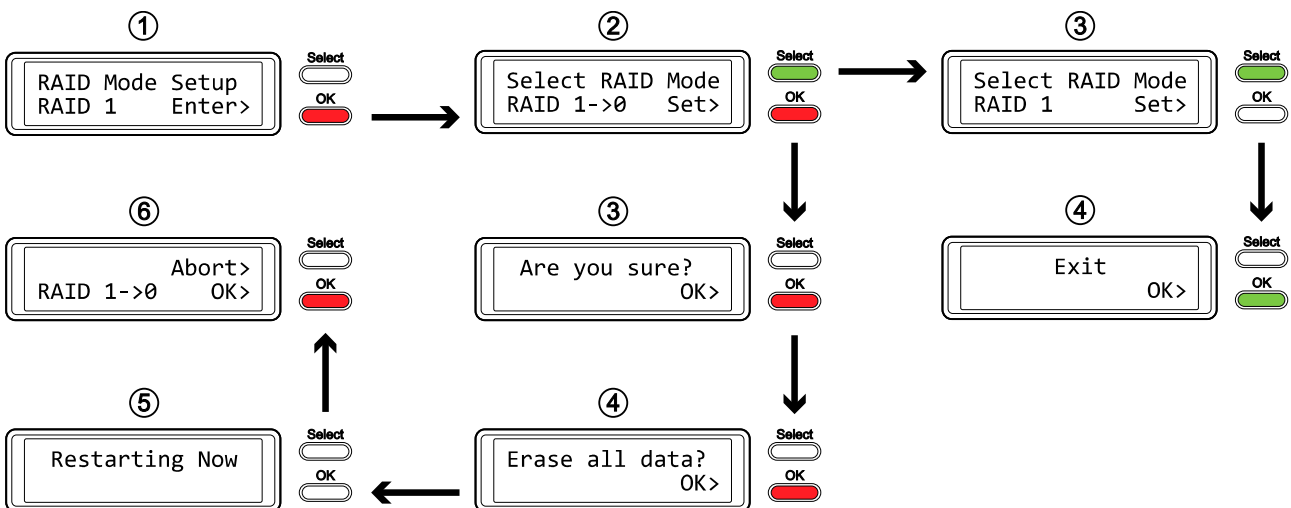 ①
RAID Mode Setup
RAID 1 Enter>
Select
OK
②
Select RAID Mode
RAID 1->0 Set>
Select
OK
③
Select RAID Mode
RAID 1 Set>
Select
OK
⑥
Abort>
RAID 1->0 OK>
Select
OK
③
Are you sure?
OK>
Select
OK
④
Exit
OK>
Select
OK
⑤
Restarting Now
Select
OK
④
Erase all data?
OK>
Select
OK